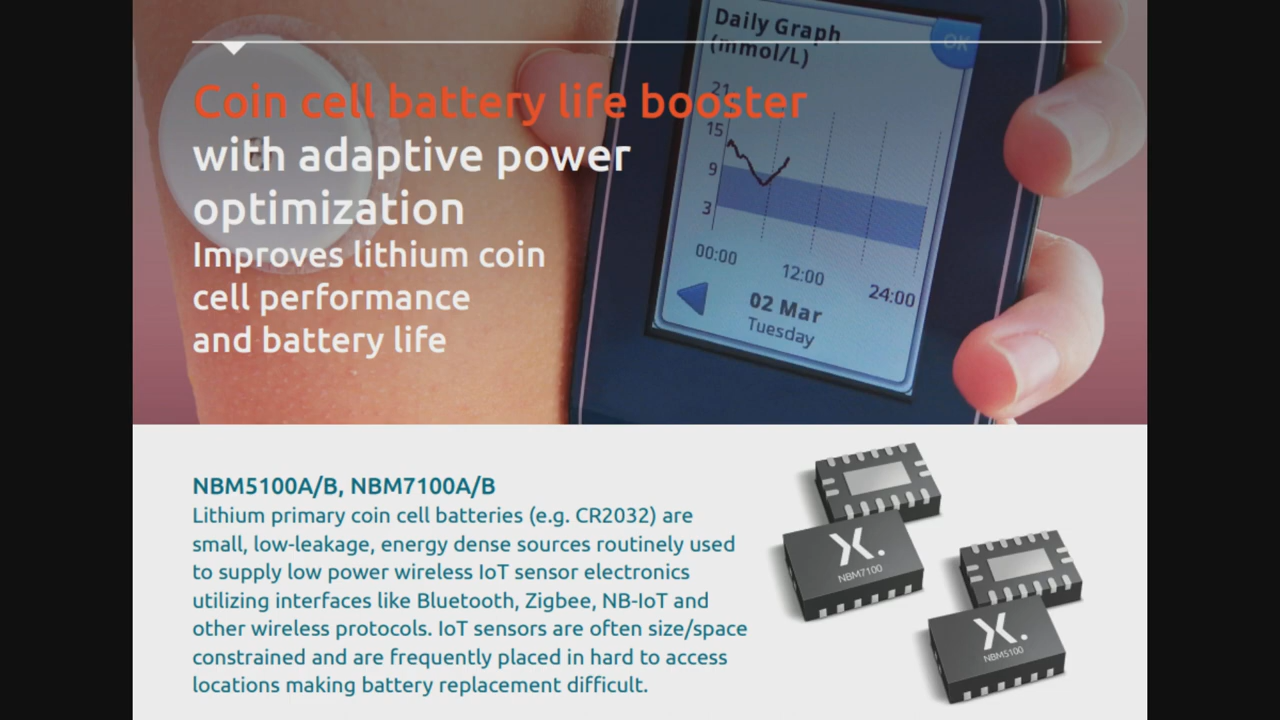 Daily Graph
(mmol/L)
OK
21
15
9
3
00:00
12:00
24:00
02 Mar
Tuesday
Coin cell battery life booster
with adaptive power
optimization
Improves lithium coin
cell performance
and battery life
NBM5100A/B, NBM7100A/B
Lithium primary coin cell batteries (e.g. CR2032) are
small, low-leakage, energy dense sources routinely used
to supply low power wireless IoT sensor electronics
utilizing interfaces like Bluetooth, Zigbee, NB-IoT and
other wireless protocols. IoT sensors are often size/space
constrained and are frequently placed in hard to access
locations making battery replacement difficult.
X.
NBM7100
X.
NBM5100